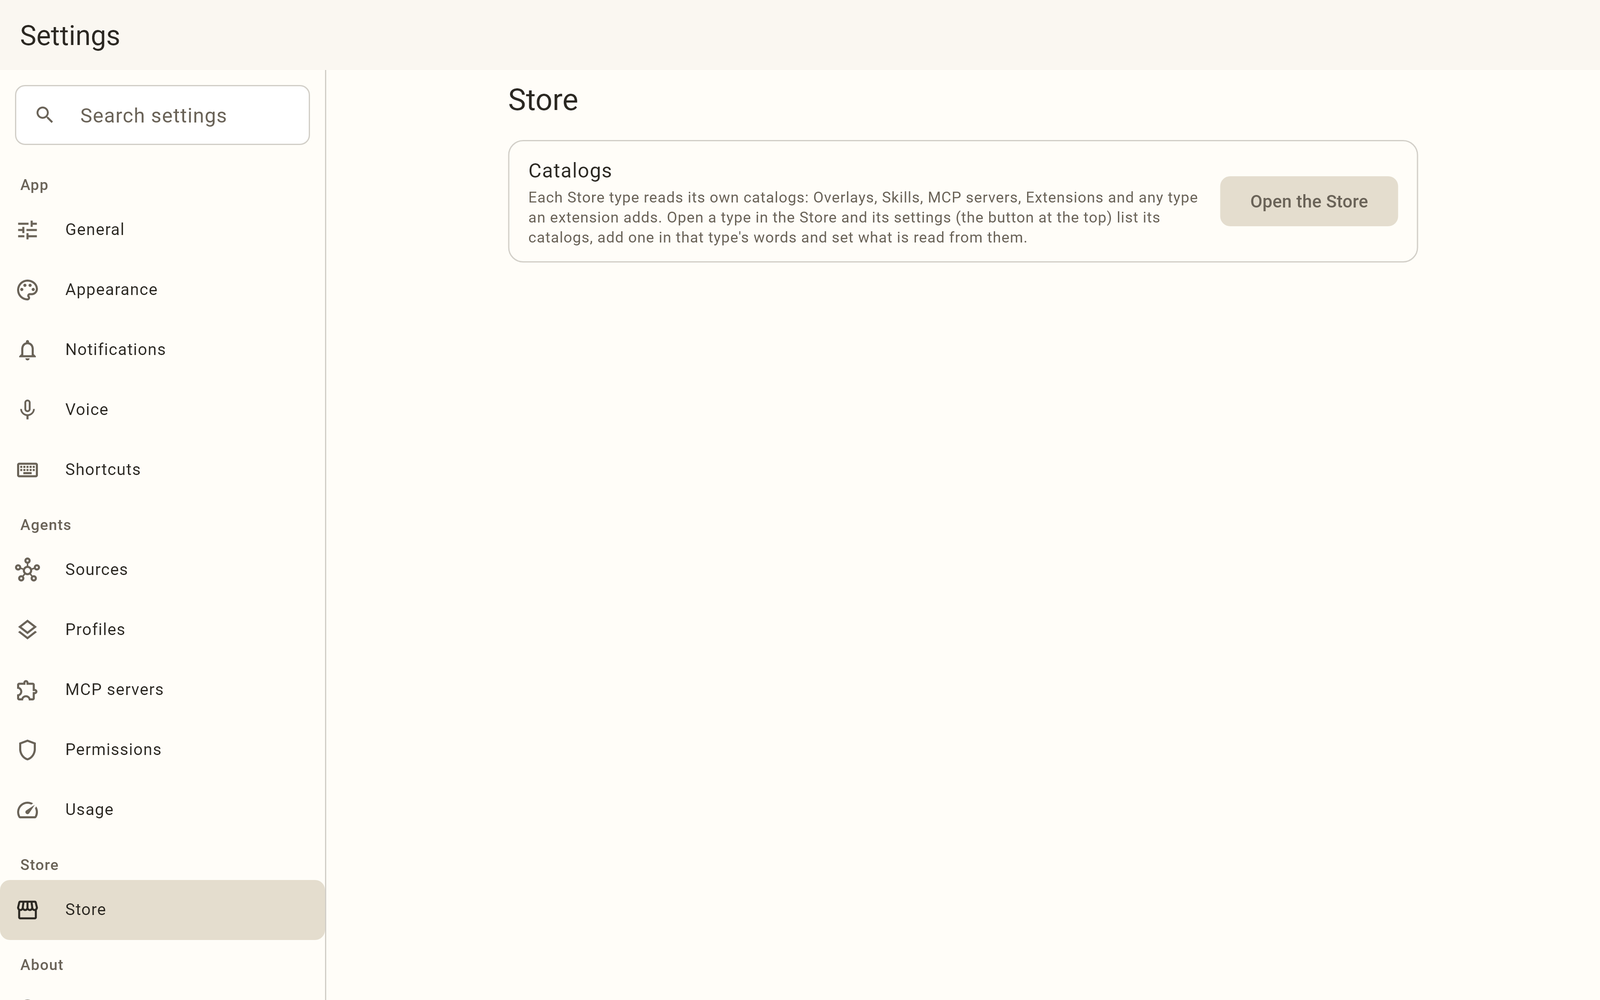 Settings
Search settings
App
General
Appearance
Notifications
Voice
Shortcuts
Agents
Sources
Profiles
MCP servers
Permissions
Usage
Store
Store
About
Store
Catalogs
Each Store type reads its own catalogs: Overlays, Skills, MCP servers, Extensions and any type
an extension adds. Open a type in the Store and its settings (the button at the top) list its
catalogs, add one in that type's words and set what is read from them.
Open the Store